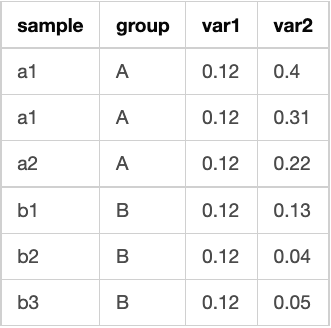 sample group var1 var2
a1 A 0.12 0.4
a1 A 0.12 0.31
a2 A 0.12 0.22
b1 B 0.12 0.13
b2 B 0.12 0.04
b3 B 0.12 0.05